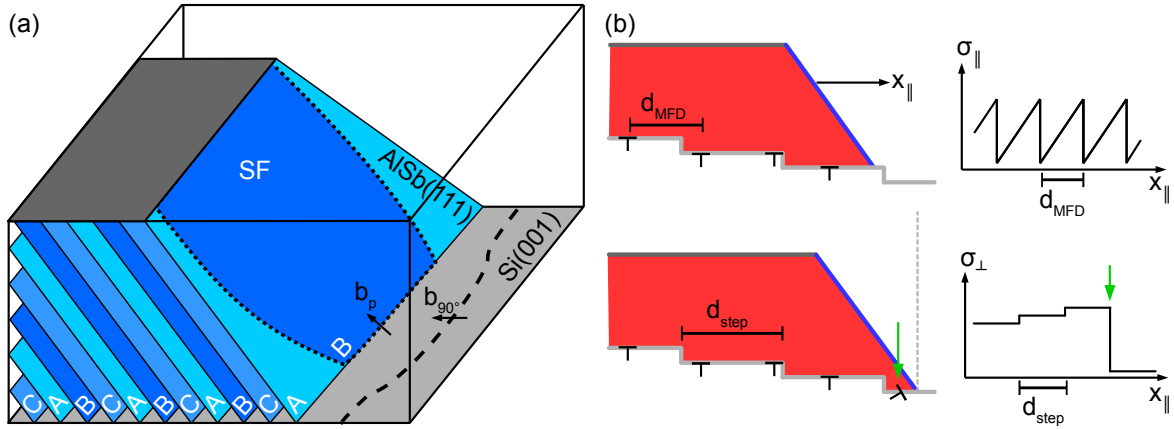 (a)
SF
AlSb(111)
Si(001)
b_p
b_90°
B
C A B C A B C B C A
(b)
x_∥
d_MFD
σ_∥
x_∥
d_MFD
d_step
σ_⊥
x_∥
d_step